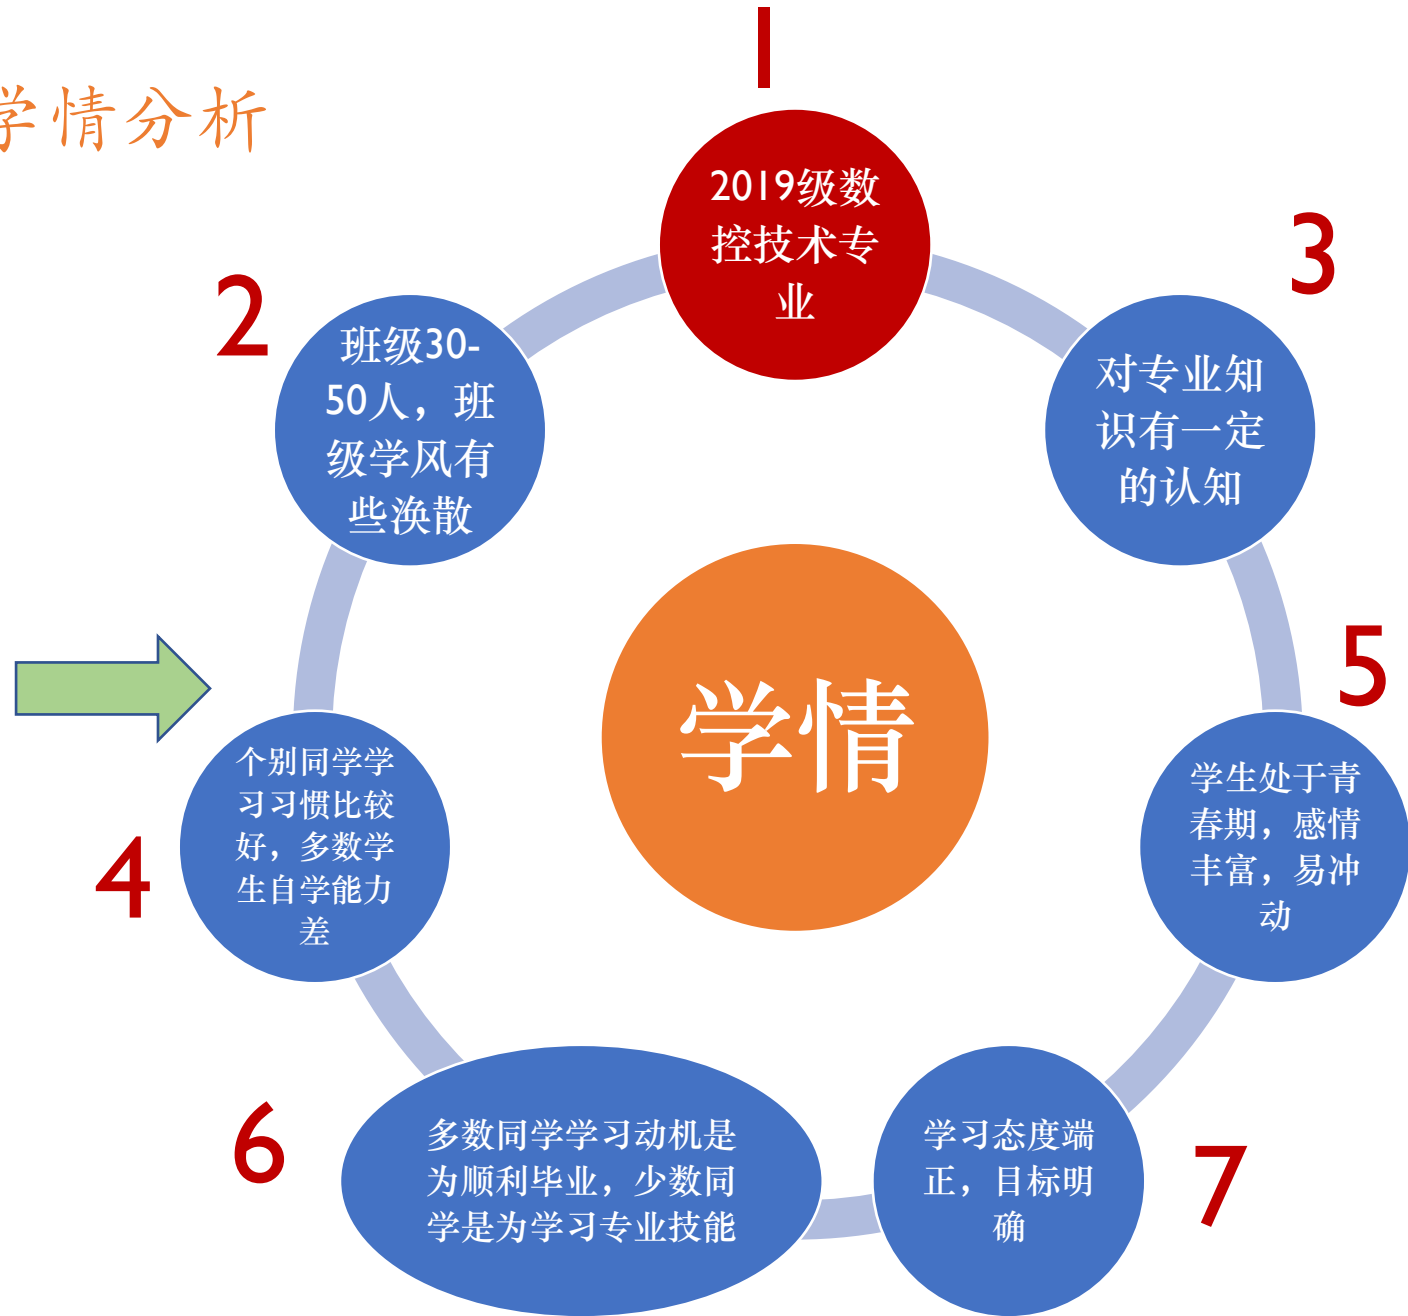 学情分析
1
2019级数
控技术专
业
2
班级30-
50人，班
级学风有
些涣散
3
对专业知
识有一定
的认知
学情
4
个别同学学
习习惯比较
好，多数学
生自学能力
差
5
学生处于青
春期，感情
丰富，易冲
动
6
多数同学学习动机是
为顺利毕业，少数同
学是为学习专业技能
7
学习态度端
正，目标明
确